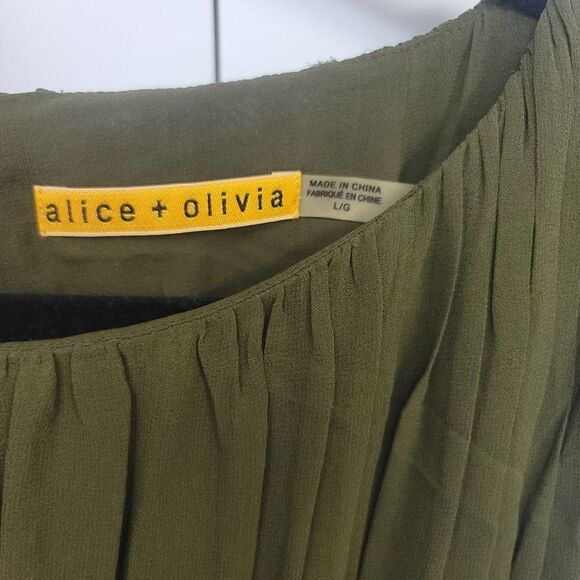 alice + olivia
MADE IN CHINA
FABRIQUÉ EN CHINE
L/G